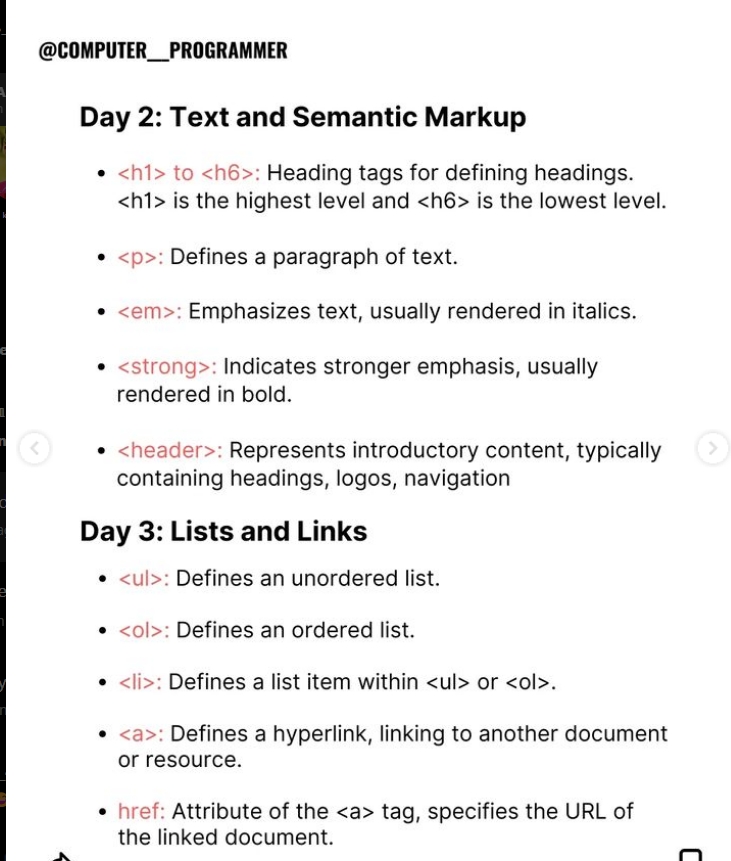 @COMPUTER__PROGRAMMER
Day 2: Text and Semantic Markup
• <h1> to <h6>: Heading tags for defining headings.
<h1> is the highest level and <h6> is the lowest level.
• <p>: Defines a paragraph of text.
• <em>: Emphasizes text, usually rendered in italics.
• <strong>: Indicates stronger emphasis, usually
rendered in bold.
• <header>: Represents introductory content, typically
containing headings, logos, navigation
Day 3: Lists and Links
• <ul>: Defines an unordered list.
• <ol>: Defines an ordered list.
• <li>: Defines a list item within <ul> or <ol>.
• <a>: Defines a hyperlink, linking to another document
or resource.
• href: Attribute of the <a> tag, specifies the URL of
the linked document.